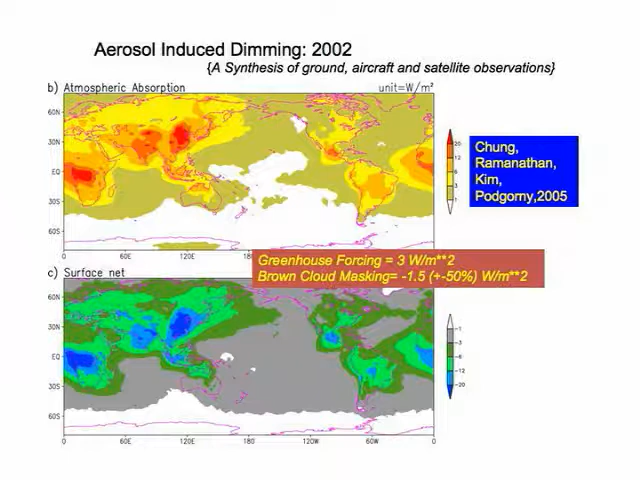 Aerosol Induced Dimming: 2002
{A Synthesis of ground, aircraft and satellite observations}
b) Atmospheric Absorption unit=W/m²
60N
30N
EQ
30S
60S
0 60E 120E 180 120W 60W 0
20
12
6
3
1
Chung,
Ramanathan,
Kim,
Podgorny,2005
Greenhouse Forcing = 3 W/m**2
Brown Cloud Masking= -1.5 (+-50%) W/m**2
c) Surface net
60N
30N
EQ
30S
60S
0 60E 120E 180 120W 60W 0
-1
-3
-6
-12
-20